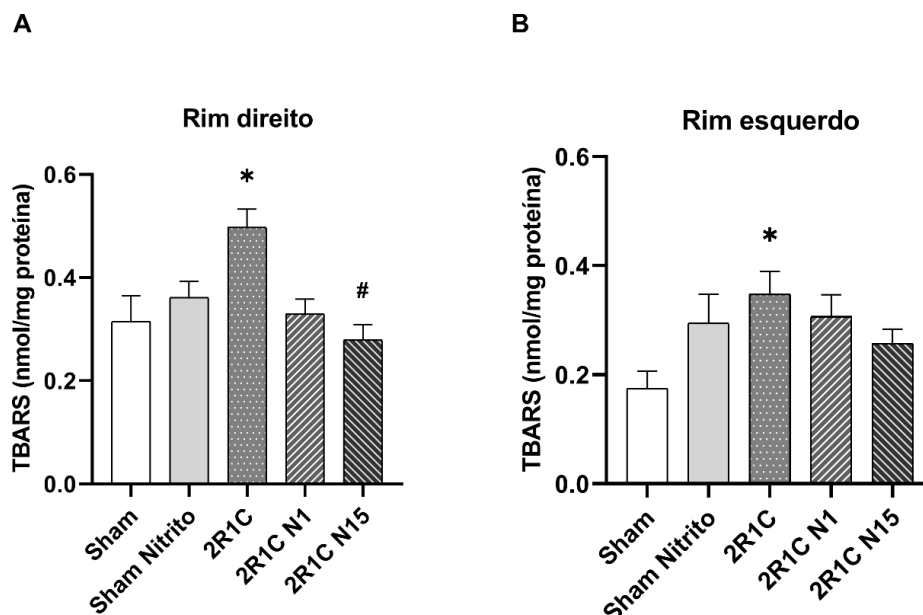 A
Rim direito
TBARS (nmol/mg proteína)
0.6
0.4
0.2
0.0
*
#
Sham
Sham Nitrito
2R1C
2R1C N1
2R1C N15
B
Rim esquerdo
TBARS (nmol/mg proteína)
0.6
0.4
0.2
0.0
*
Sham
Sham Nitrito
2R1C
2R1C N1
2R1C N15